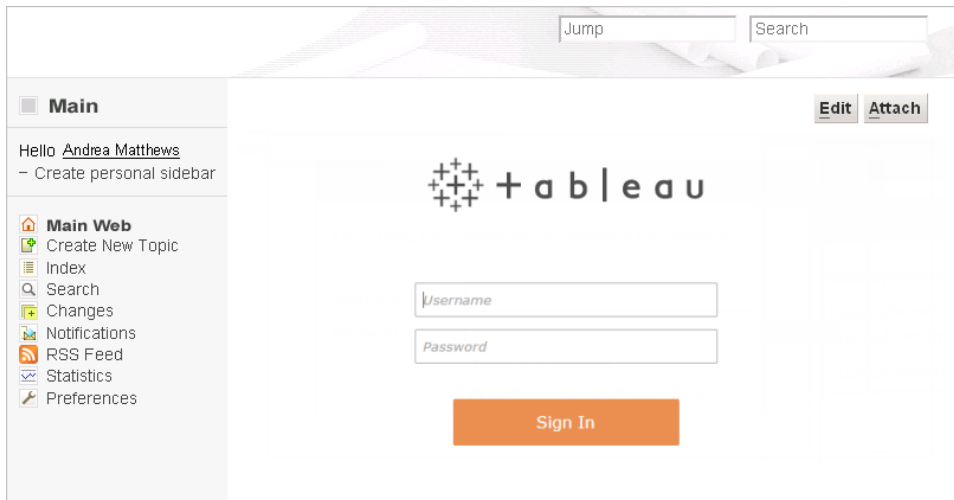 Jump
Search
Main
Edit
Attach
Hello Andrea Matthews
– Create personal sidebar
+ableau
Main Web
Create New Topic
Index
Search
Changes
Notifications
RSS Feed
Statistics
Preferences
Username
Password
Sign In